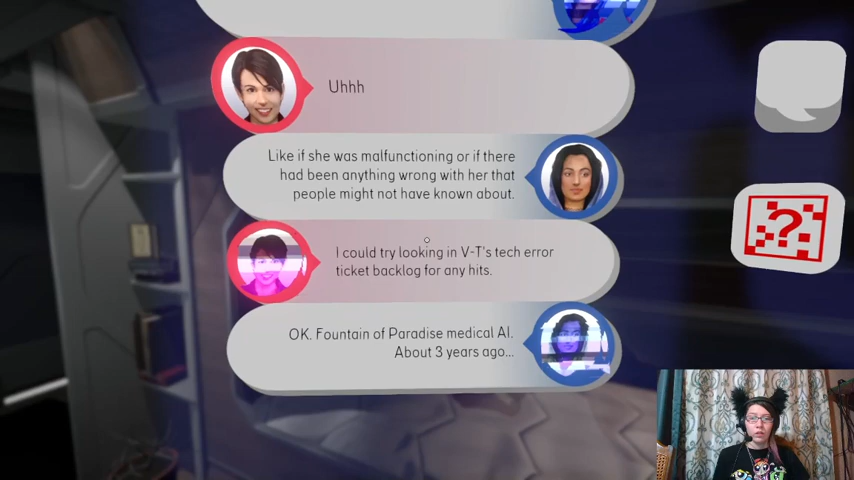 Uhhh
Like if she was malfunctioning or if there
had been anything wrong with her that
people might not have known about.
I could try looking in V-T's tech error
ticket backlog for any hits.
OK. Fountain of Paradise medical AI.
About 3 years ago...
?